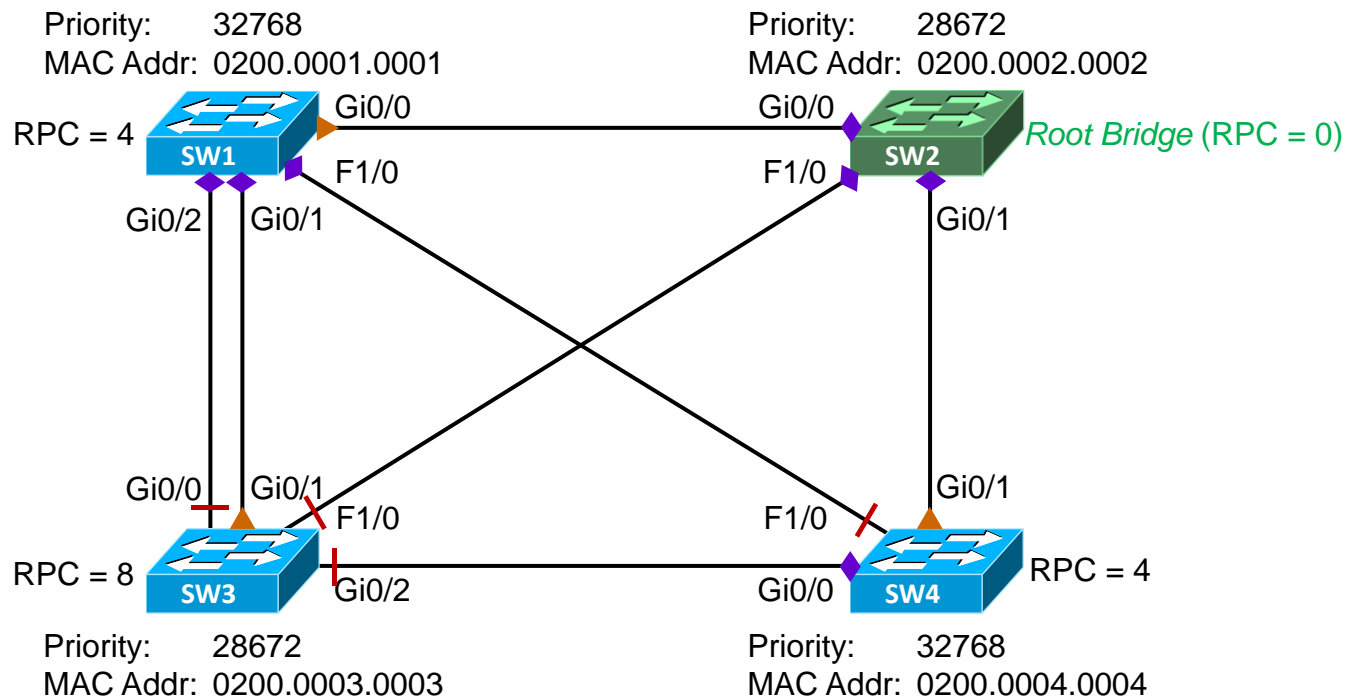 Priority: 32768
MAC Addr: 0200.0001.0001
Priority: 28672
MAC Addr: 0200.0002.0002
RPC = 4
SW1
Gi0/0
F1/0
Gi0/2
Gi0/1
Gi0/0
F1/0
SW2
Root Bridge (RPC = 0)
Gi0/1
Gi0/0
Gi0/1
F1/0
RPC = 8
SW3
Gi0/2
Gi0/1
F1/0
Gi0/0
SW4
RPC = 4
Priority: 28672
MAC Addr: 0200.0003.0003
Priority: 32768
MAC Addr: 0200.0004.0004